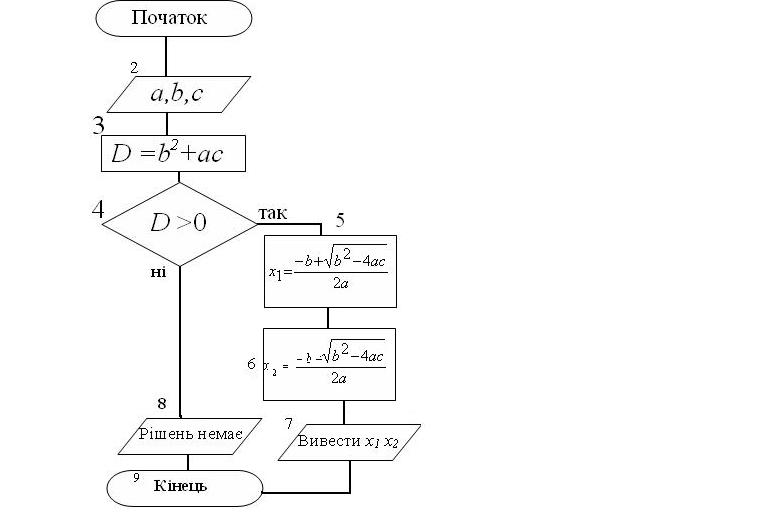 Початок
2
a,b,c
3
D =b²+ac
4
D >0
так
5
ні
x₁= (−b+√(b²−4ac))/2a
6
x₂ = (−b −√(b²−4ac))/2a
8
7
Рішень немає
Вивести x₁ x₂
9
Кінець